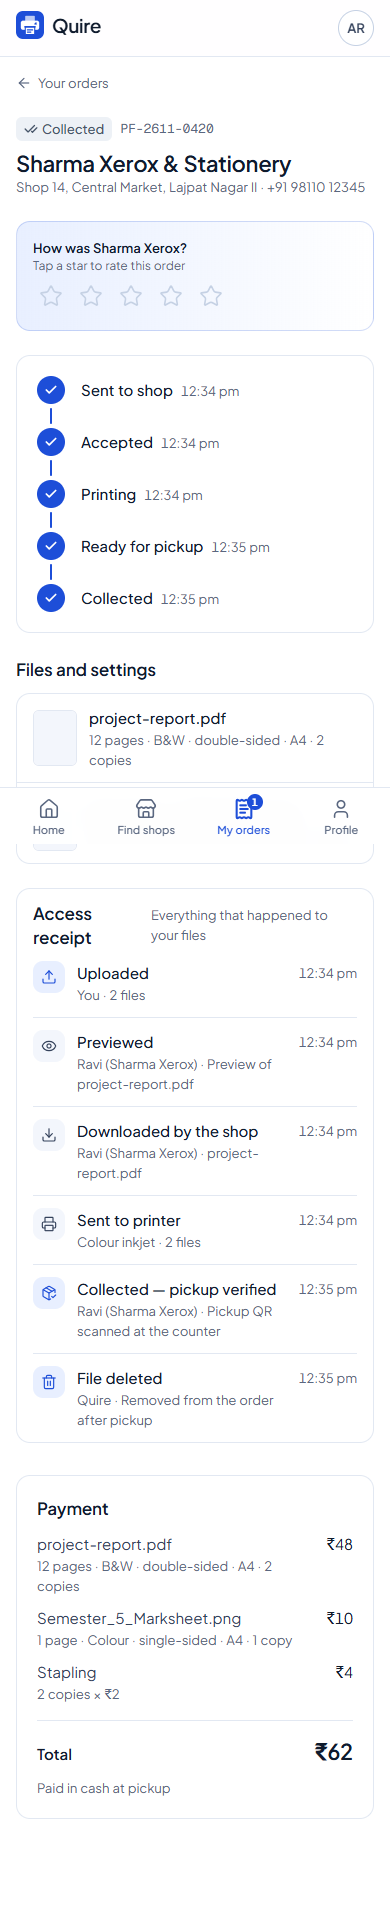 Quire
AR
Your orders
Collected PF-2611-0420
Sharma Xerox & Stationery
Shop 14, Central Market, Lajpat Nagar II · +91 98110 12345
How was Sharma Xerox?
Tap a star to rate this order
Sent to shop 12:34 pm
Accepted 12:34 pm
Printing 12:34 pm
Ready for pickup 12:35 pm
Collected 12:35 pm
Files and settings
project-report.pdf
12 pages · B&W · double-sided · A4 · 2
copies
Home
Find shops
My orders
1
Profile
Access
receipt
Everything that happened to
your files
Uploaded 12:34 pm
You · 2 files
Previewed 12:34 pm
Ravi (Sharma Xerox) · Preview of
project-report.pdf
Downloaded by the shop 12:34 pm
Ravi (Sharma Xerox) · project-
report.pdf
Sent to printer 12:34 pm
Colour inkjet · 2 files
Collected — pickup verified 12:35 pm
Ravi (Sharma Xerox) · Pickup QR
scanned at the counter
File deleted 12:35 pm
Quire · Removed from the order
after pickup
Payment
project-report.pdf ₹48
12 pages · B&W · double-sided · A4 · 2
copies
Semester_5_Marksheet.png ₹10
1 page · Colour · single-sided · A4 · 1 copy
Stapling ₹4
2 copies × ₹2
Total ₹62
Paid in cash at pickup